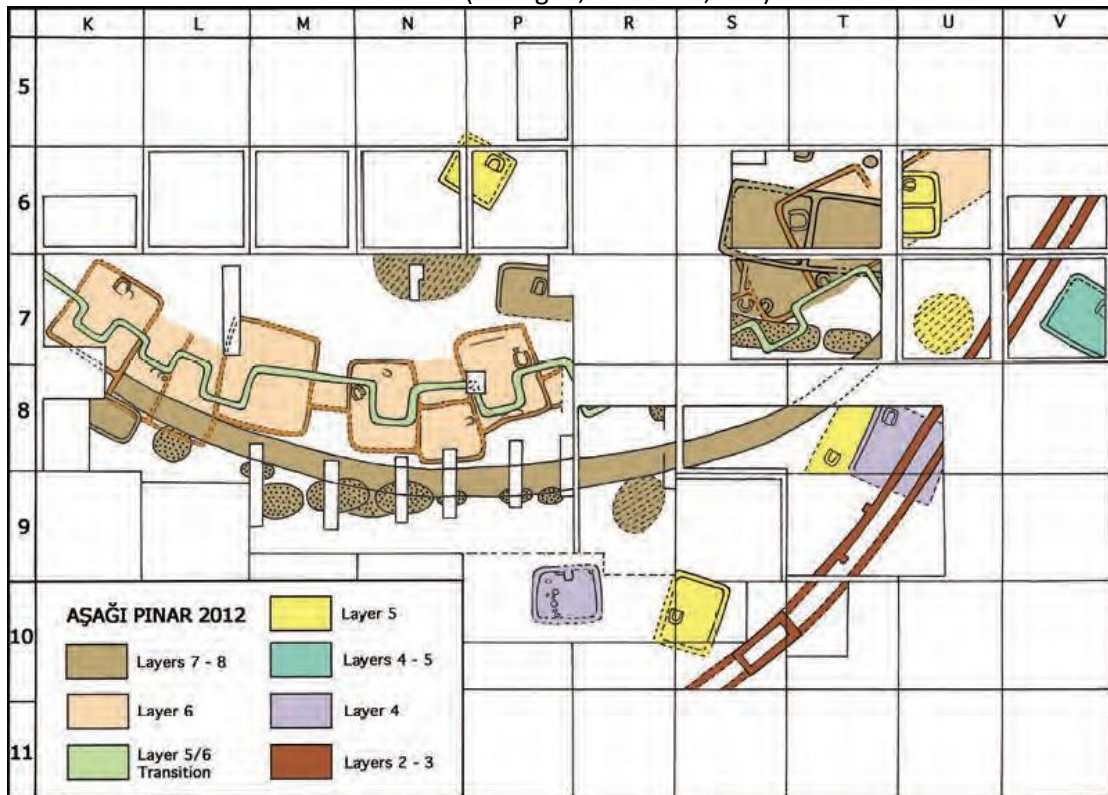 K L M N P R S T U V
5
6
7
8
9
10
11
AŞAĞI PINAR 2012
Layers 7 - 8
Layer 6
Layer 5/6
Transition
Layer 5
Layers 4 - 5
Layer 4
Layers 2 - 3